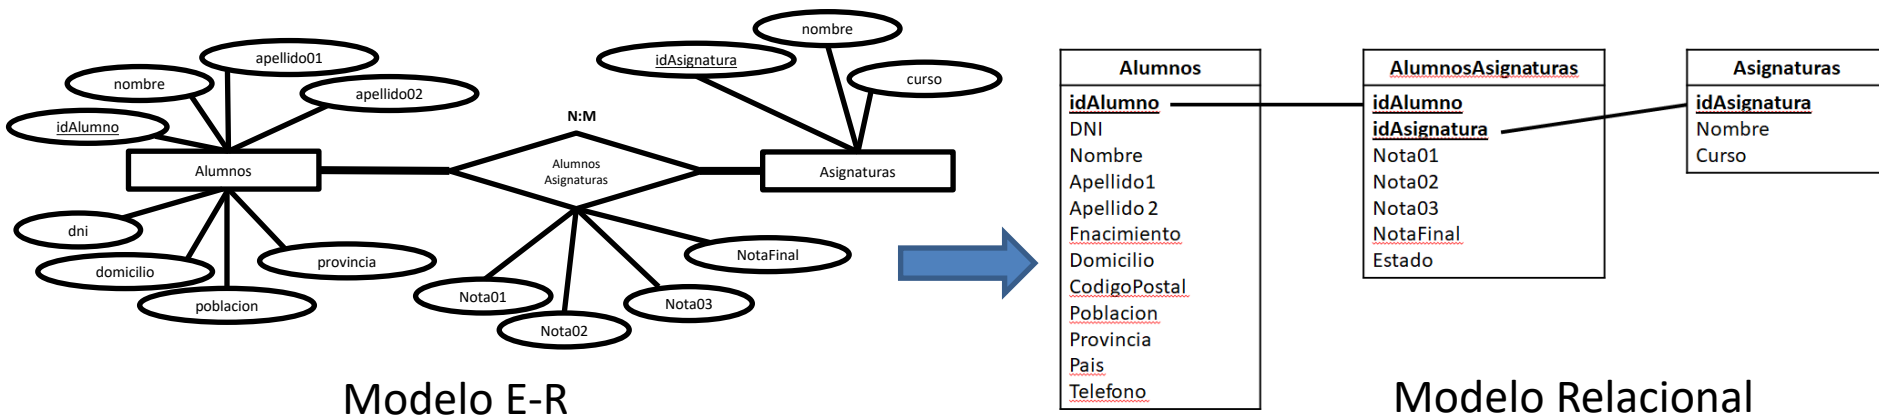 nombre
apellido01
idAsignatura
nombre
curso
apellido02
idAlumno
N:M
Alumnos
Alumnos
Asignaturas
Asignaturas
dni
domicilio
provincia
poblacion
NotaFinal
Nota01
Nota02
Nota03
Modelo E-R
Alumnos
idAlumno
DNI
Nombre
Apellido1
Apellido 2
Fnacimiento
Domicilio
CodigoPostal
Poblacion
Provincia
Pais
Telefono
AlumnosAsignaturas
idAlumno
idAsignatura
Nota01
Nota02
Nota03
NotaFinal
Estado
Asignaturas
idAsignatura
Nombre
Curso
Modelo Relacional